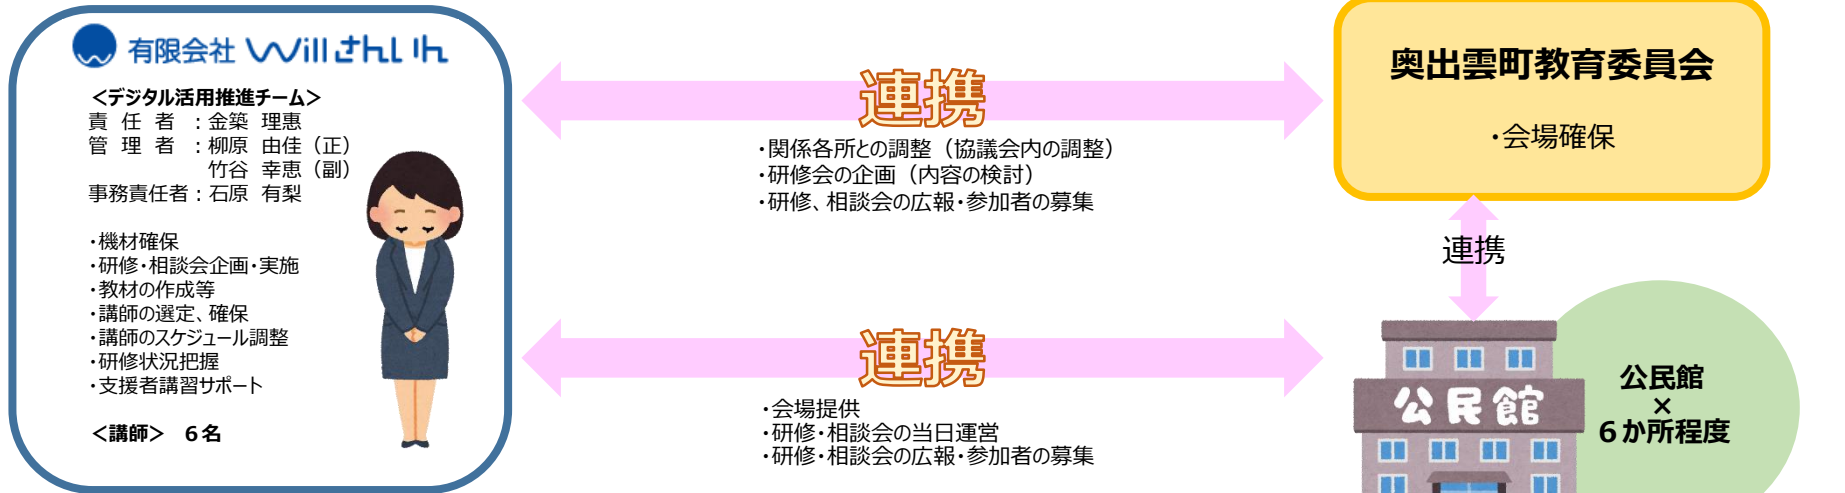 有限会社 Willさんいん
＜デジタル活用推進チーム＞
責 任 者 ：金築 理恵
管 理 者 ：柳原 由佳（正）
竹谷 幸恵（副）
事務責任者：石原 有梨
・機材確保
・研修・相談会企画・実施
・教材の作成等
・講師の選定、確保
・講師のスケジュール調整
・研修状況把握
・支援者講習サポート
＜講師＞ ６名
連携
・関係各所との調整（協議会内の調整）
・研修会の企画（内容の検討）
・研修、相談会の広報・参加者の募集
連携
・会場提供
・研修・相談会の当日運営
・研修・相談会の広報・参加者の募集
奥出雲町教育委員会
・会場確保
連携
公民館
公民館
×
６か所程度